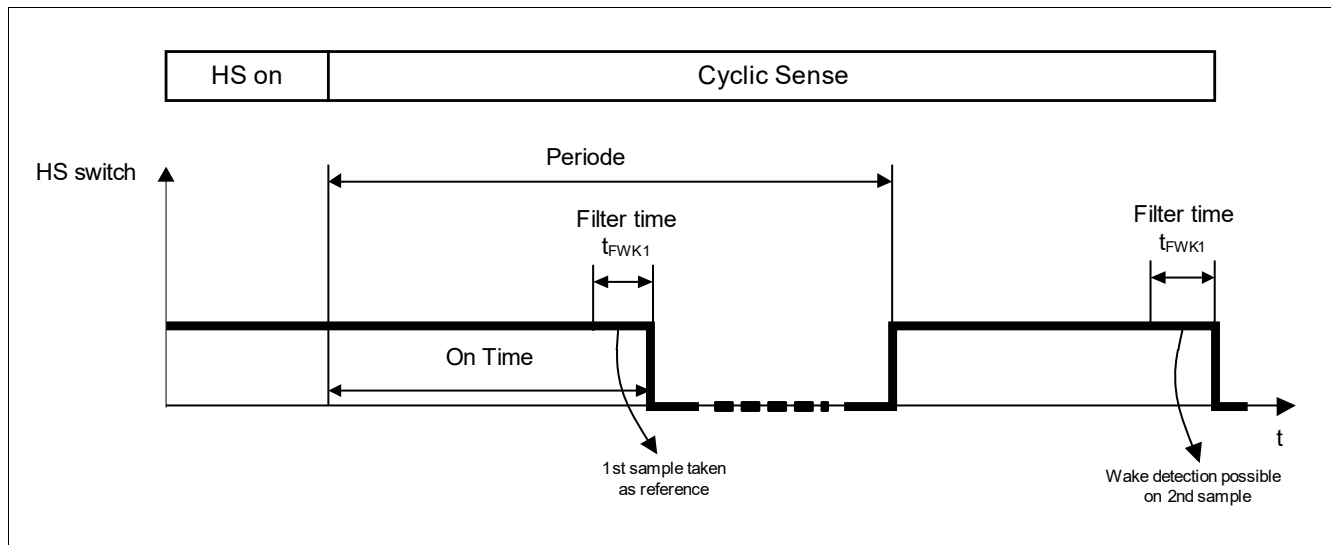 HS on
Cyclic Sense
HS switch
Periode
Filter time
tFWK1
Filter time
tFWK1
On Time
t
1st sample taken
as reference
Wake detection possible
on 2nd sample